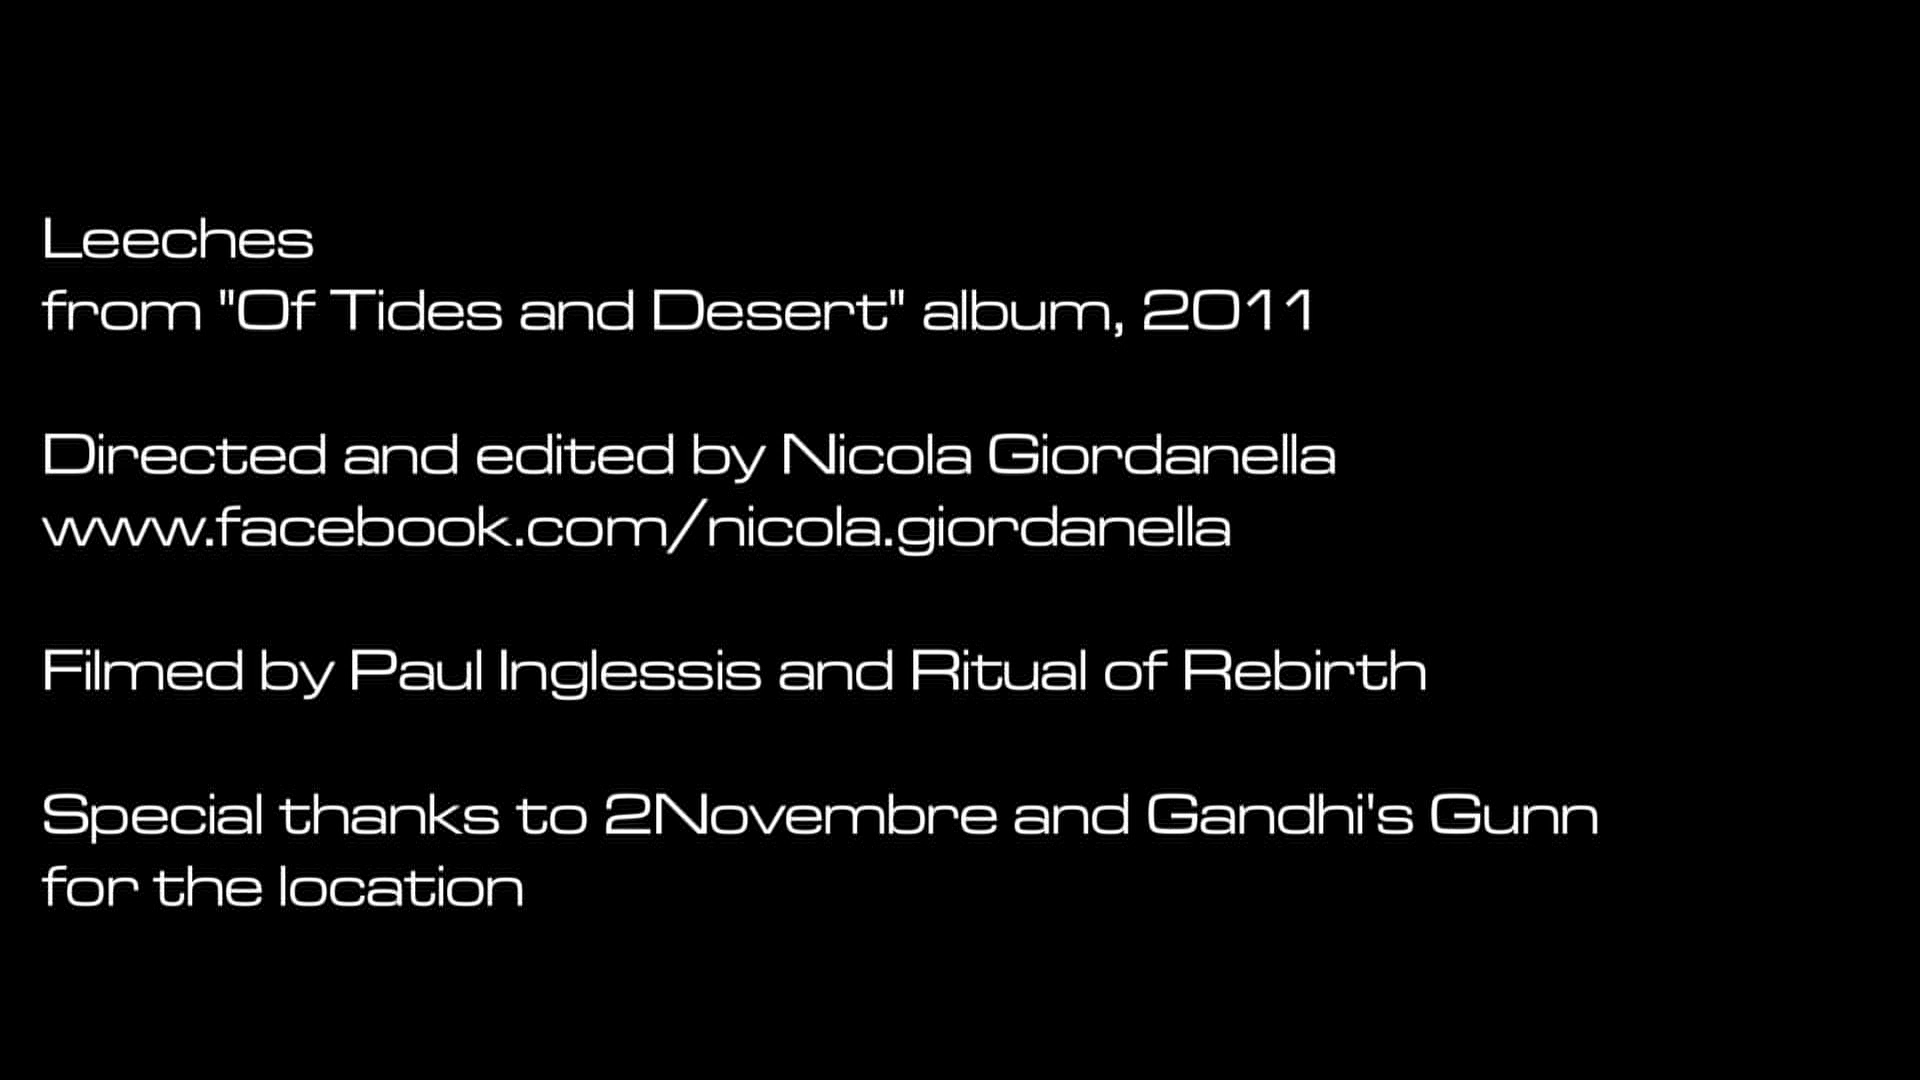 Leeches
from "Of Tides and Desert" album, 2011
Directed and edited by Nicola Giordanella
www.facebook.com/nicola.giordanella
Filmed by Paul Inglessis and Ritual of Rebirth
Special thanks to 2Novembre and Gandhi's Gunn
for the location